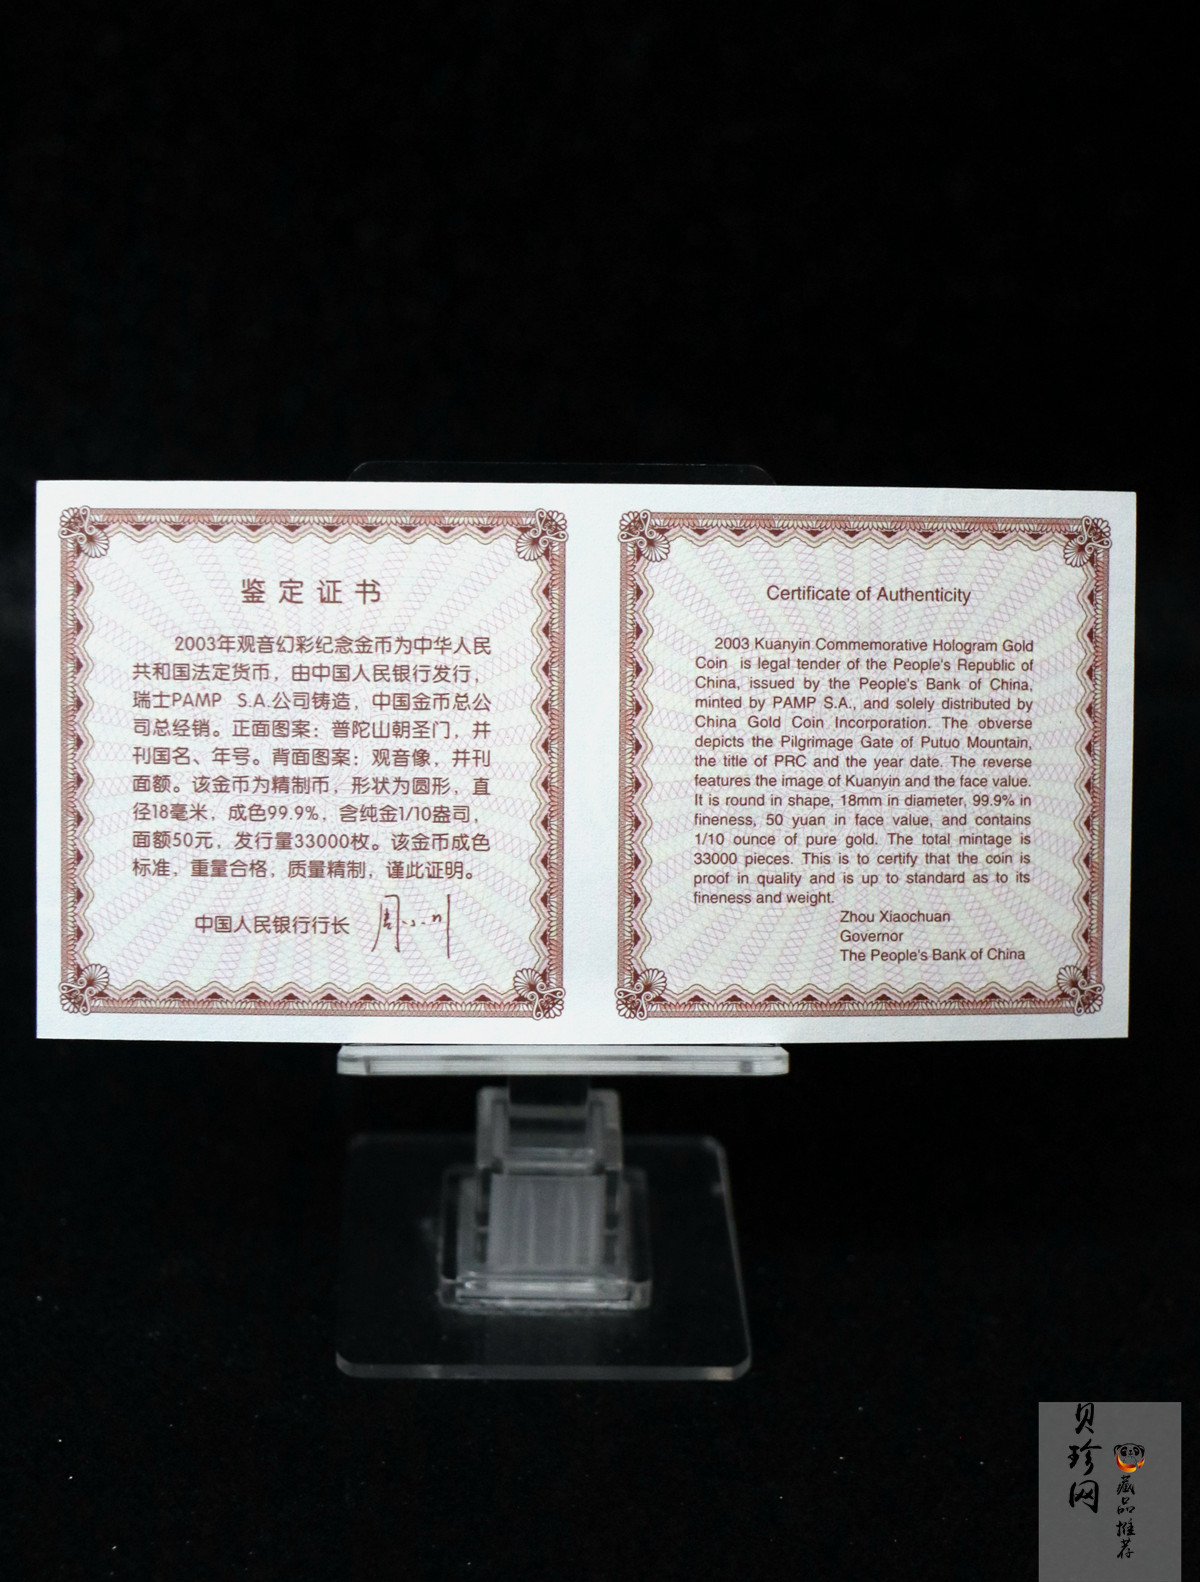 鉴定证书
2003年观音幻彩纪念金币为中华人民
共和国法定货币，由中国人民银行发行，
瑞士PAMP S.A.公司铸造，中国金币总公
司总经销。正面图案：普陀山朝圣门，并
刊国名、年号。背面图案：观音像，并刊
面额。该金币为精制币，形状为圆形，直
径18毫米，成色99.9%，含纯金1/10盎司，
面额50元，发行量33000枚。该金币成色
标准，重量合格，质量精制，谨此证明。
中国人民银行行长 周小川
Certificate of Authenticity
2003 Kuanyin Commemorative Hologram Gold
Coin is legal tender of the People's Republic of
China, issued by the People's Bank of China,
minted by PAMP S.A., and solely distributed by
China Gold Coin Incorporation. The obverse
depicts the Pilgrimage Gate of Putuo Mountain,
the title of PRC and the year date. The reverse
features the image of Kuanyin and the face value.
It is round in shape, 18mm in diameter, 99.9% in
fineness, 50 yuan in face value, and contains
1/10 ounce of pure gold. The total mintage is
33000 pieces. This is to certify that the coin is
proof in quality and is up to standard as to its
fineness and weight.
Zhou Xiaochuan
Governor
The People's Bank of China
贝珍网
藏品推荐